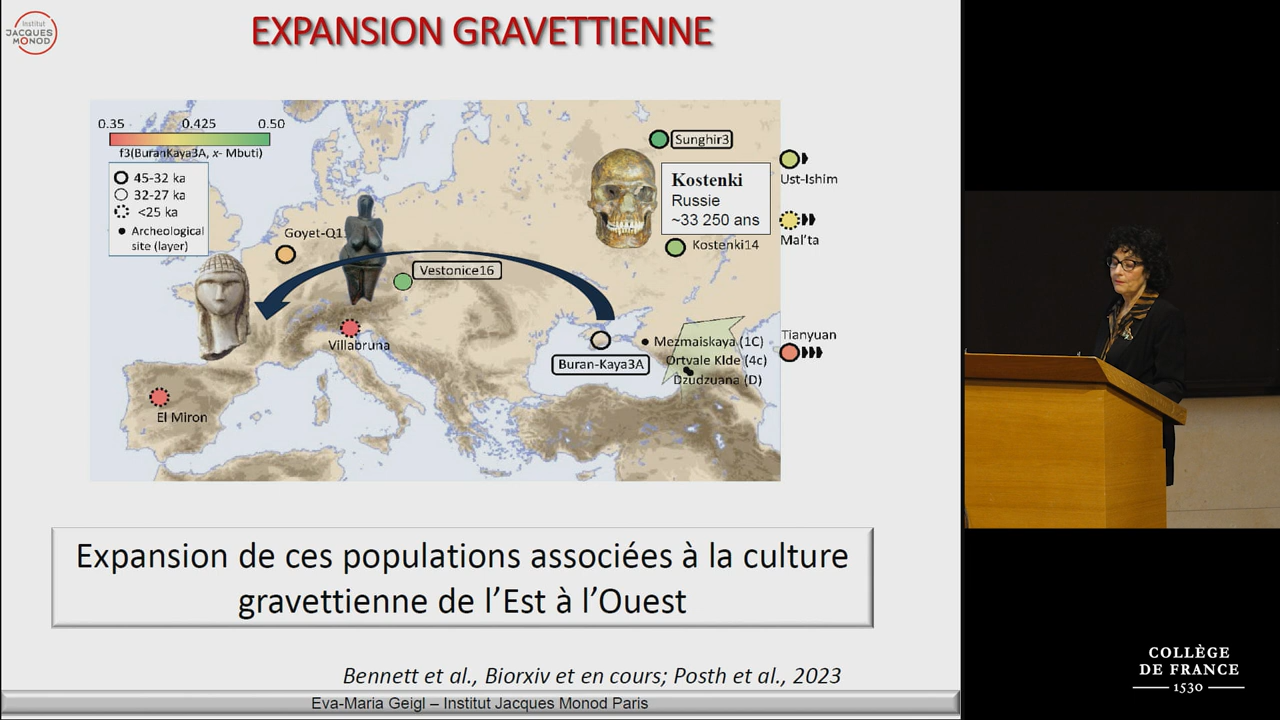 Institut
JACQUES
MONOD
EXPANSION GRAVETTIENNE
0.35 0.425 0.50
f3(BuranKaya3A, x- Mbuti)
45-32 ka
32-27 ka
<25 ka
Archeological
site (layer)
Goyet-Q1
Vestonice16
Villabruna
El Miron
Sunghir3
Kostenki
Russie
~33 250 ans
Kostenki14
Ust-Ishim
Mal'ta
Tianyuan
Mezmaiskaya (1C)
Ortvale Klde (4c)
Dzudzuana (D)
Buran-Kaya3A
Expansion de ces populations associées à la culture
gravettienne de l'Est à l'Ouest
Bennett et al., Biorxiv et en cours; Posth et al., 2023
Eva-Maria Geigl – Institut Jacques Monod Paris
COLLÈGE
DE FRANCE
1530